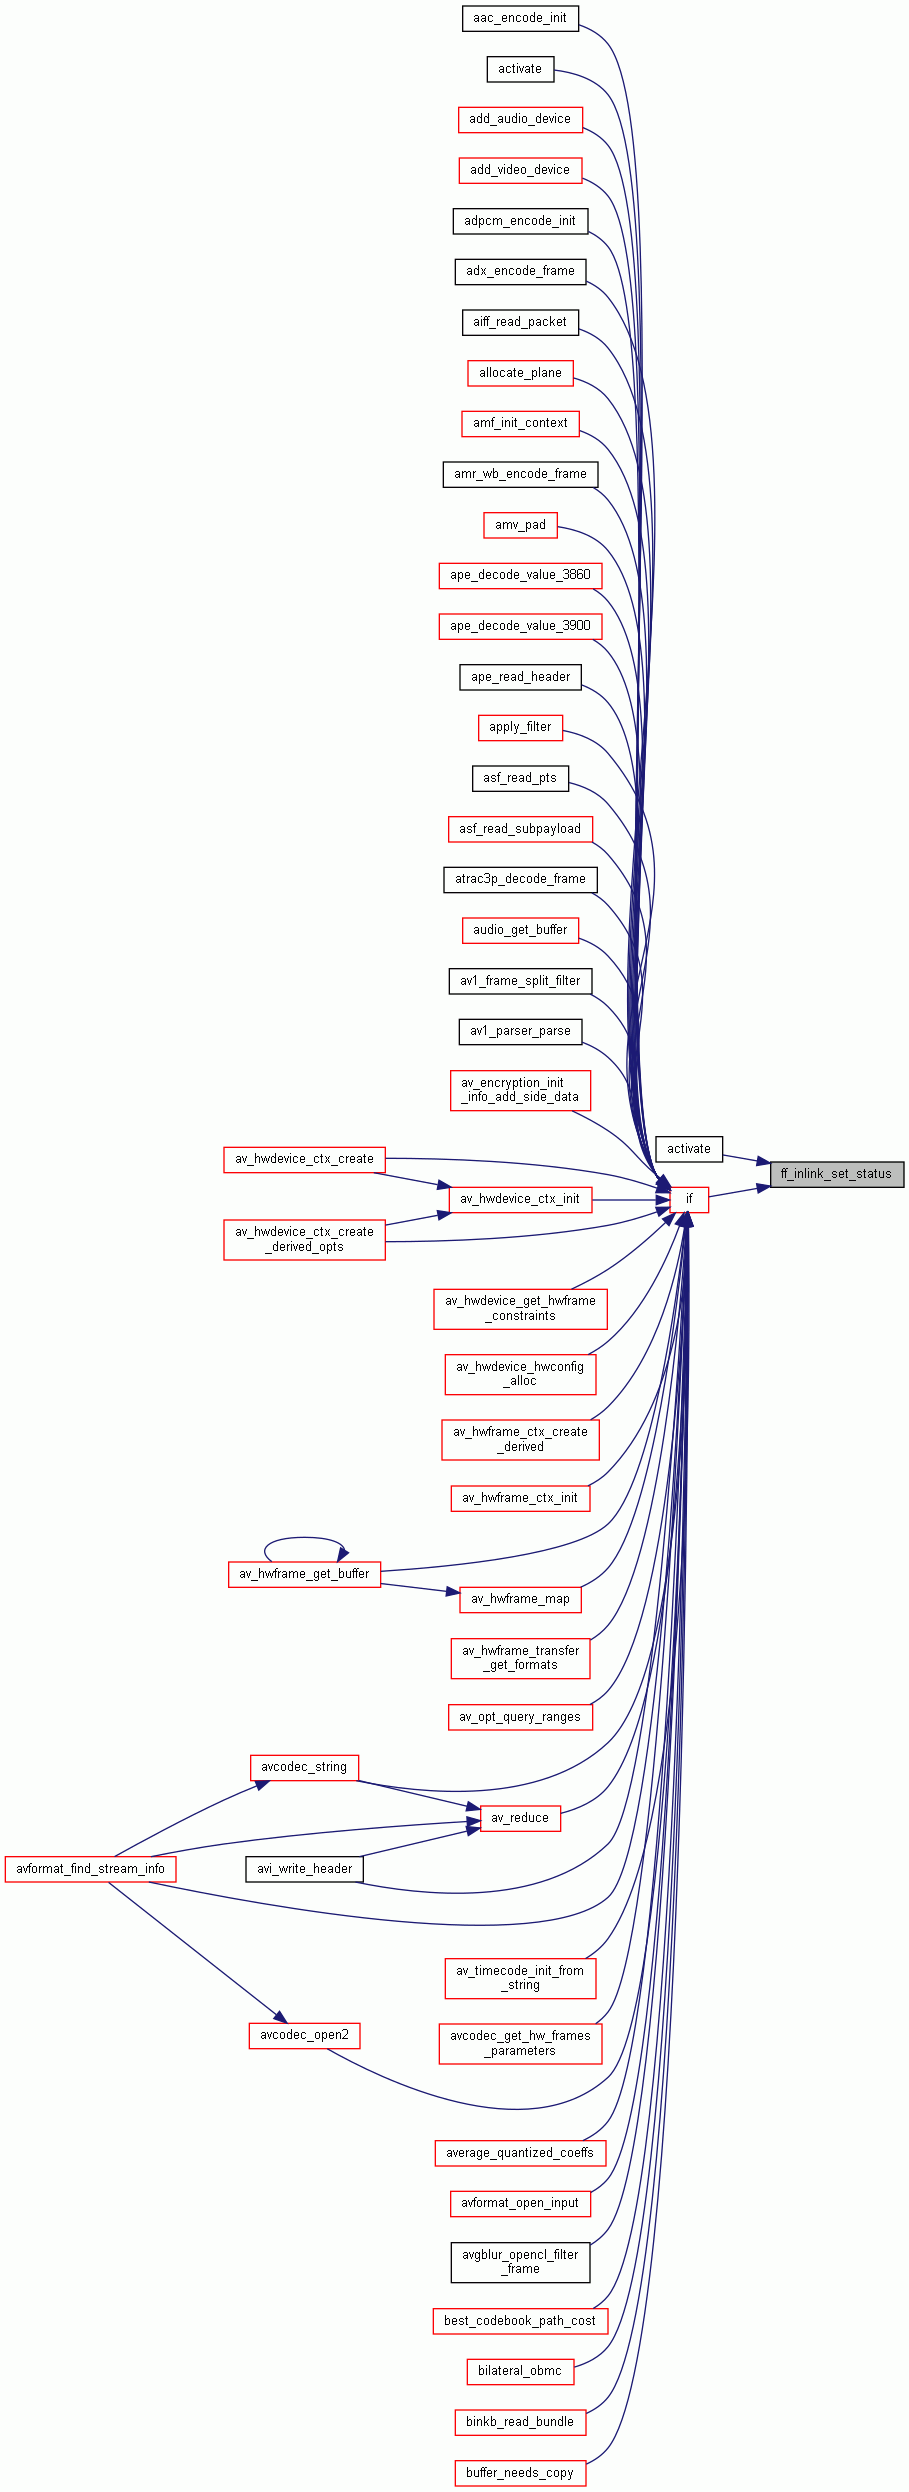 aac_encode_init
activate
add_audio_device
add_video_device
adpcm_encode_init
adx_encode_frame
aiff_read_packet
allocate_plane
amf_init_context
amr_wb_encode_frame
amv_pad
ape_decode_value_3860
ape_decode_value_3900
ape_read_header
apply_filter
asf_read_pts
asf_read_subpayload
atrac3p_decode_frame
audio_get_buffer
av1_frame_split_filter
av1_parser_parse
av_encryption_init
_info_add_side_data
activate
av_hwdevice_ctx_create
ff_inlink_set_status
av_hwdevice_ctx_init
if
av_hwdevice_ctx_create
_derived_opts
av_hwdevice_get_hwframe
_constraints
av_hwdevice_hwconfig
_alloc
av_hwframe_ctx_create
_derived
av_hwframe_ctx_init
av_hwframe_get_buffer
av_hwframe_map
av_hwframe_transfer
_get_formats
av_opt_query_ranges
avcodec_string
av_reduce
avformat_find_stream_info
avi_write_header
av_timecode_init_from
_string
avcodec_open2
avcodec_get_hw_frames
_parameters
average_quantized_coeffs
avformat_open_input
avgblur_opencl_filter
_frame
best_codebook_path_cost
bilateral_obmc
binkb_read_bundle
buffer_needs_copy